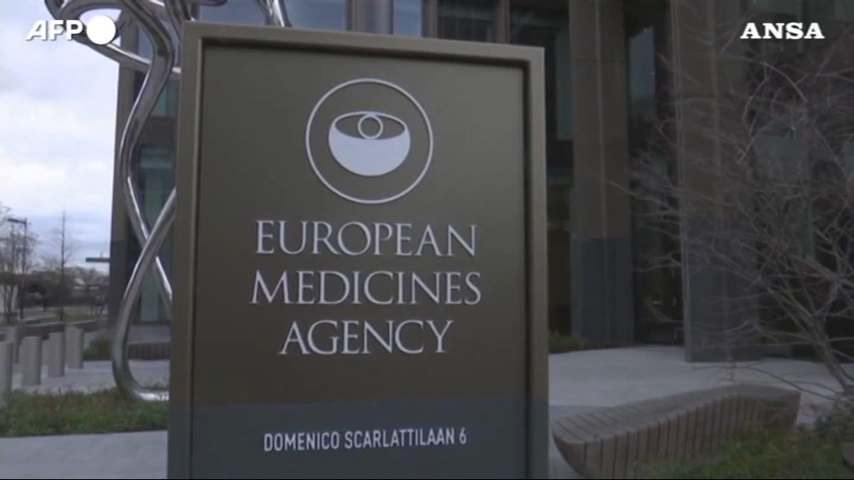 AFP
ANSA
EUROPEAN
MEDICINES
AGENCY
DOMENICO SCARLATTILAAN 6